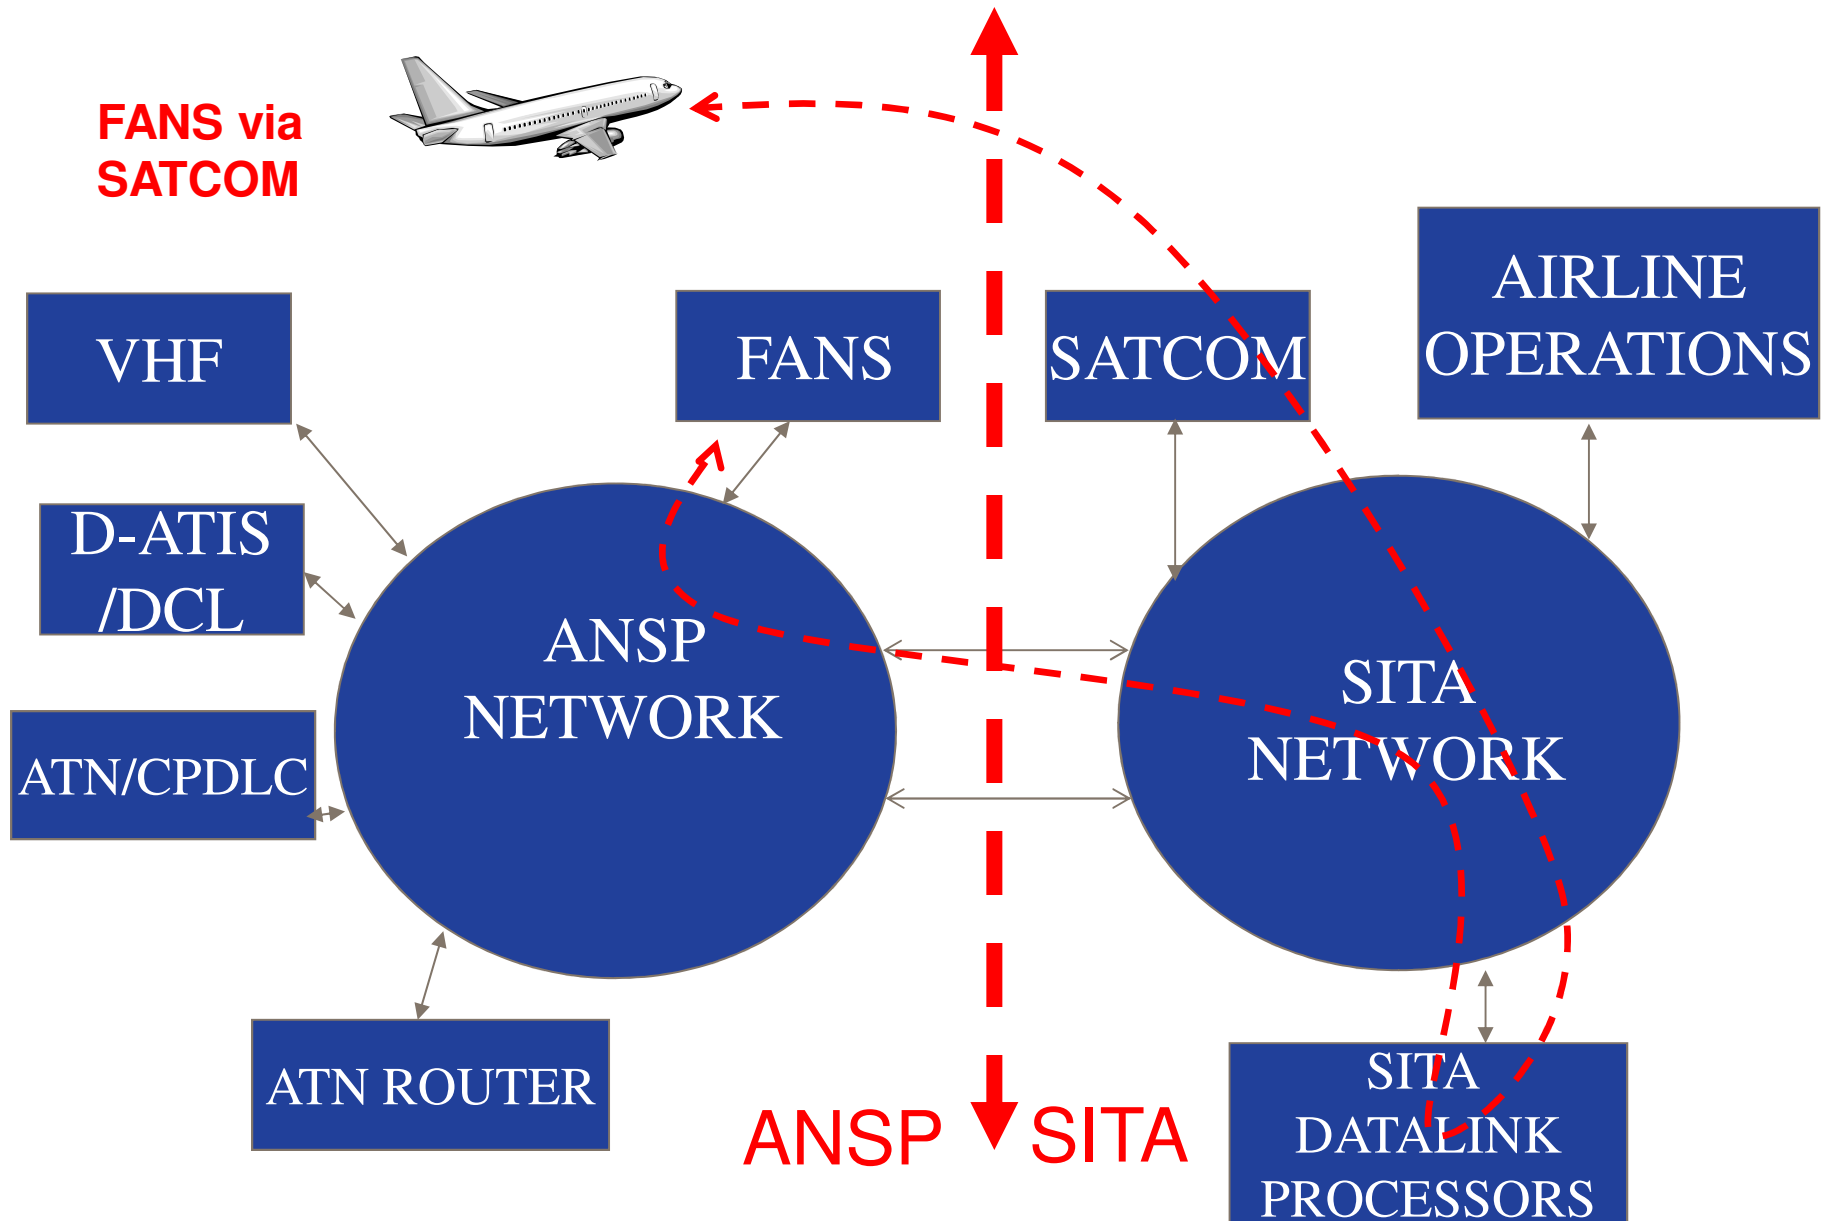 FANS via
SATCOM
VHF
FANS
SATCOM
AIRLINE
OPERATIONS
D-ATIS
/DCL
ANSP
NETWORK
SITA
NETWORK
ATN/CPDLC
ATN ROUTER
ANSP
SITA
SITA
DATALINK
PROCESSORS